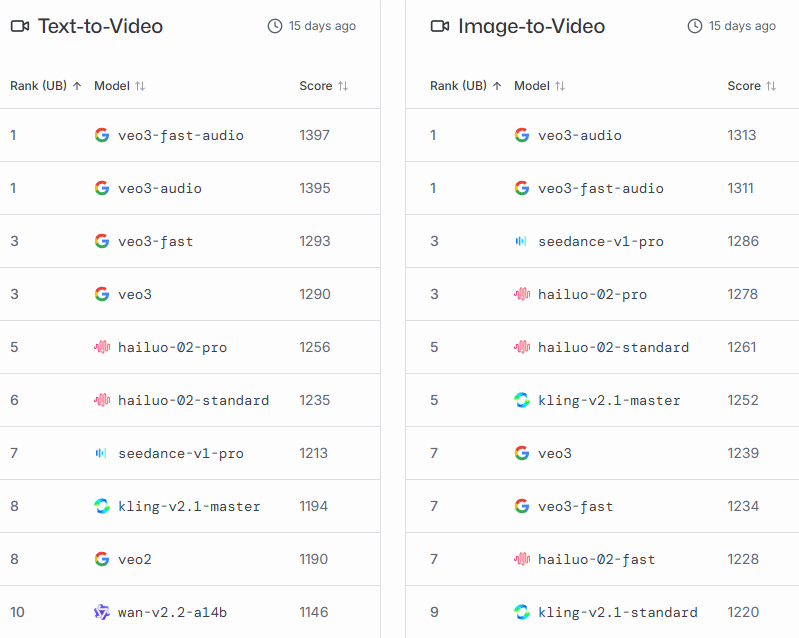 Text-to-Video 15 days ago
Rank (UB) Model Score
1 veo3-fast-audio 1397
1 veo3-audio 1395
3 veo3-fast 1293
3 veo3 1290
5 hailuo-02-pro 1256
6 hailuo-02-standard 1235
7 seedance-v1-pro 1213
8 kling-v2.1-master 1194
8 veo2 1190
10 wan-v2.2-a14b 1146
Image-to-Video 15 days ago
Rank (UB) Model Score
1 veo3-audio 1313
1 veo3-fast-audio 1311
3 seedance-v1-pro 1286
3 hailuo-02-pro 1278
5 hailuo-02-standard 1261
5 kling-v2.1-master 1252
7 veo3 1239
7 veo3-fast 1234
7 hailuo-02-fast 1228
9 kling-v2.1-standard 1220